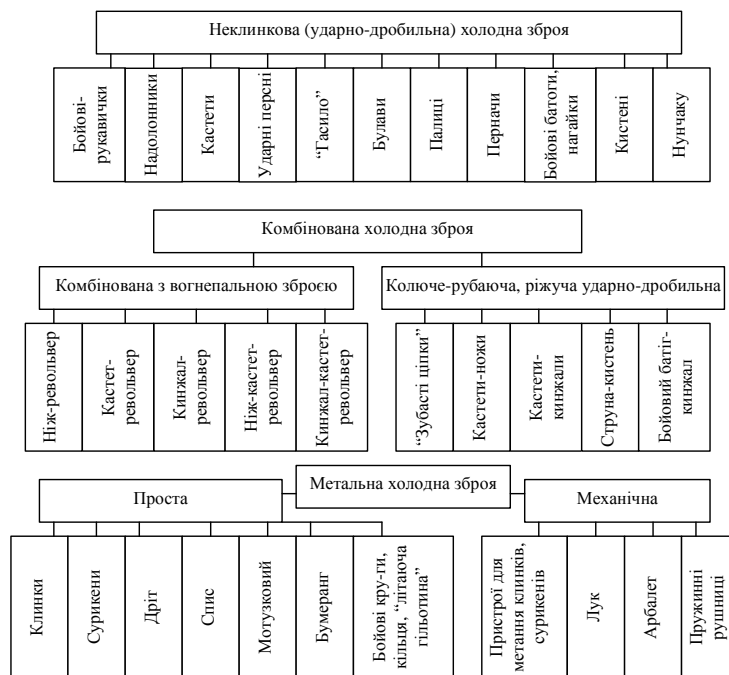 Неклинкова (ударно-дробильна) холодна зброя
Бойові-
рукавички
Надолонники
Кастети
Ударні персні
“Гасило”
Булави
Палиці
Перначи
Бойові батоги,
нагайки
Кистені
Нунчаку
Комбінована холодна зброя
Комбінована з вогнепальною зброєю
Колюче-рубаюча, ріжуча ударно-дробильна
Ніж-револьвер
Кастет-
револьвер
Кинжал-
револьвер
Ніж-кастет-
револьвер
Кинжал-кастет-
револьвер
“Зубасті ціпки”
Кастети-ножи
Кастети-
кинжали
Струна-кистень
Бойовий батіг-
кинжал
Метальна холодна зброя
Проста
Механічна
Клинки
Сурикени
Дріт
Спис
Мотузковий
Бумеранг
Бойові кру-ги,
кільця, “літаюча
гільотина”
Пристрої для
метання клинків,
сурикенів
Лук
Арбалет
Пружинні
рушниці